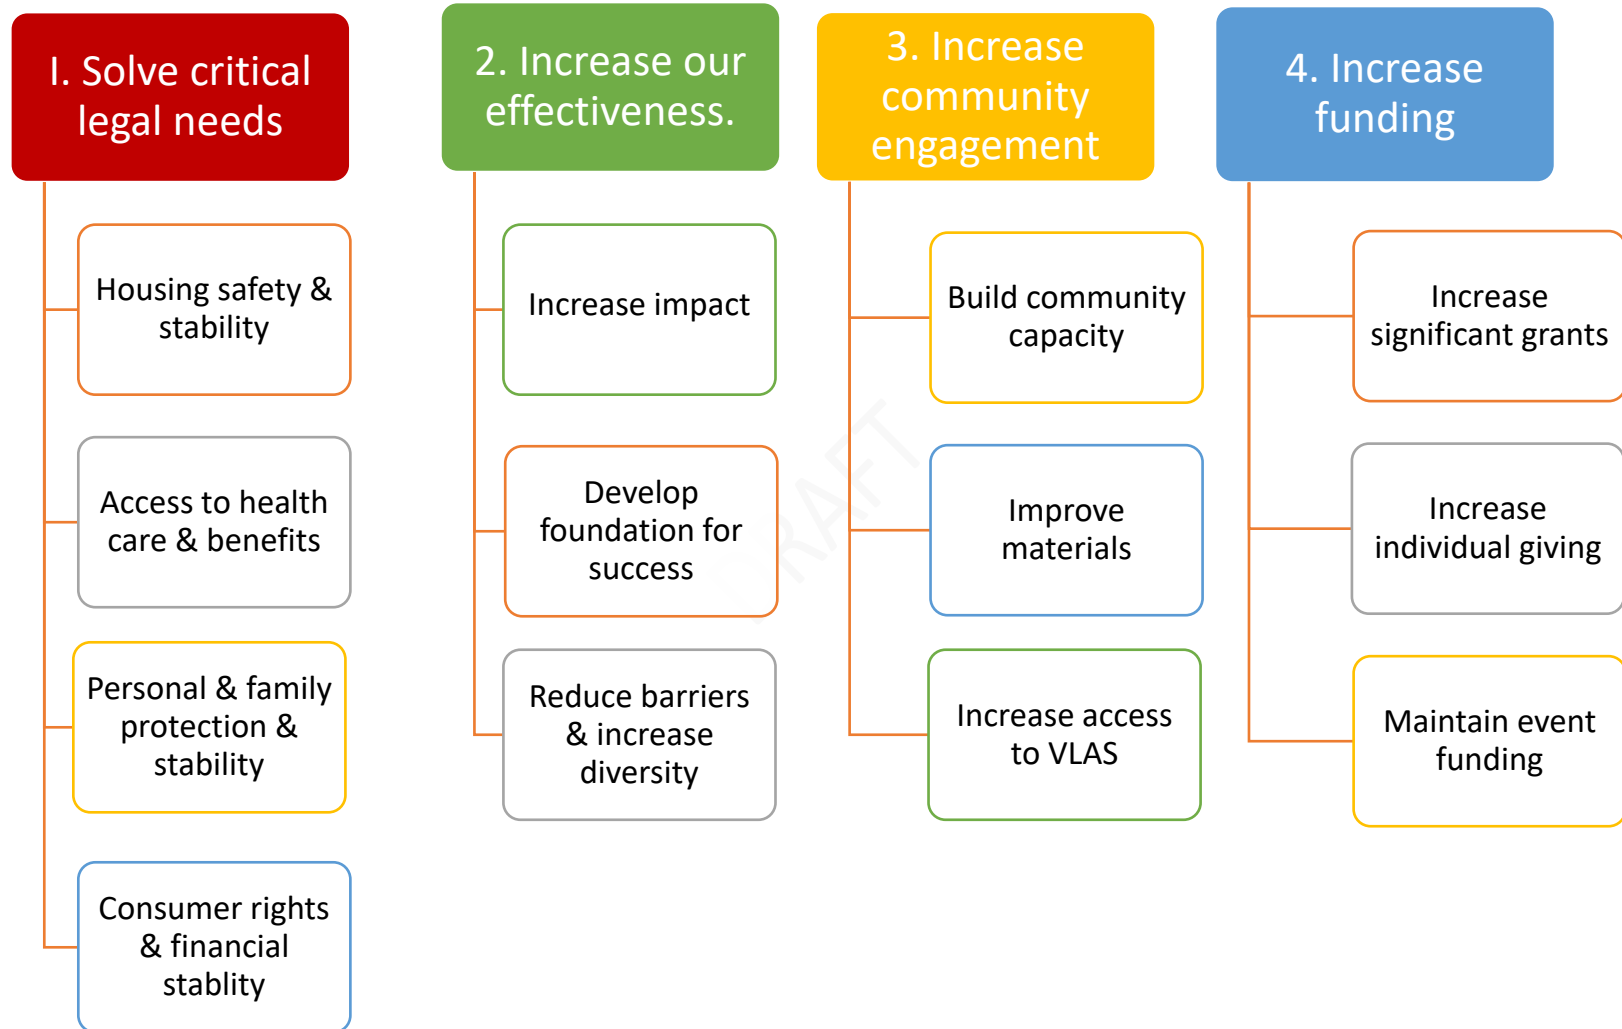 I. Solve critical
legal needs
Housing safety &
stability
Access to health
care & benefits
Personal & family
protection &
stability
Consumer rights
& financial
stablity
2. Increase our
effectiveness.
Increase impact
Develop
foundation for
success
Reduce barriers
& increase
diversity
3. Increase
community
engagement
Build community
capacity
Improve
materials
Increase access
to VLAS
4. Increase
funding
Increase
significant grants
Increase
individual giving
Maintain event
funding
DRAFT